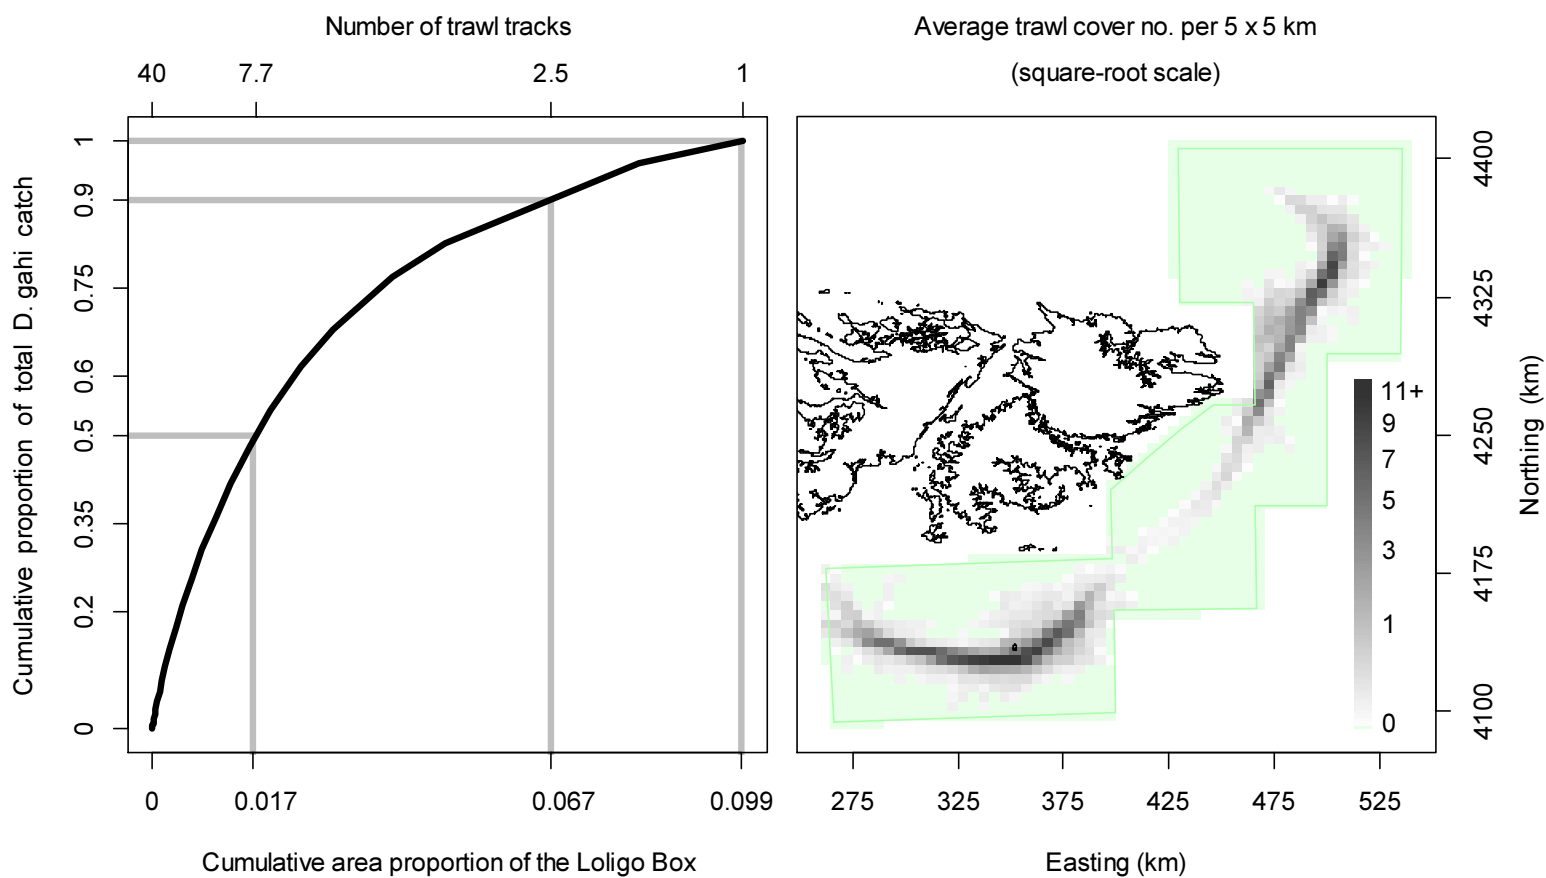 Number of trawl tracks
40 7.7 2.5 1
Cumulative proportion of total D. gahi catch
1
0.9
0.75
0.6
0.5
0.35
0.2
0
0 0.017 0.067 0.099
Cumulative area proportion of the Loligo Box
Average trawl cover no. per 5 x 5 km
(square-root scale)
11+
9
7
5
3
1
0
4400
4325
4250
4175
4100
Northing (km)
275 325 375 425 475 525
Easting (km)